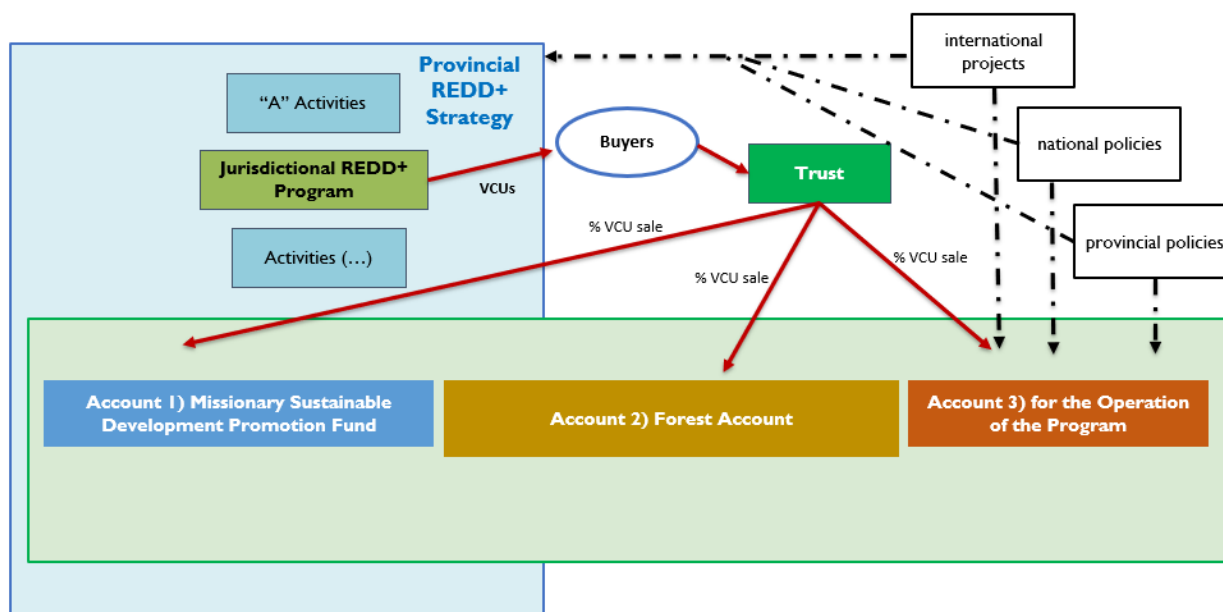 international
projects
Provincial
REDD+
Strategy
“A” Activities
Buyers
national policies
Jurisdictional REDD+
Program
VCUs
Trust
% VCU sale
provincial policies
Activities (...)
% VCU sale
% VCU sale
Account 1) Missionary Sustainable
Development Promotion Fund
Account 2) Forest Account
Account 3) for the Operation
of the Program